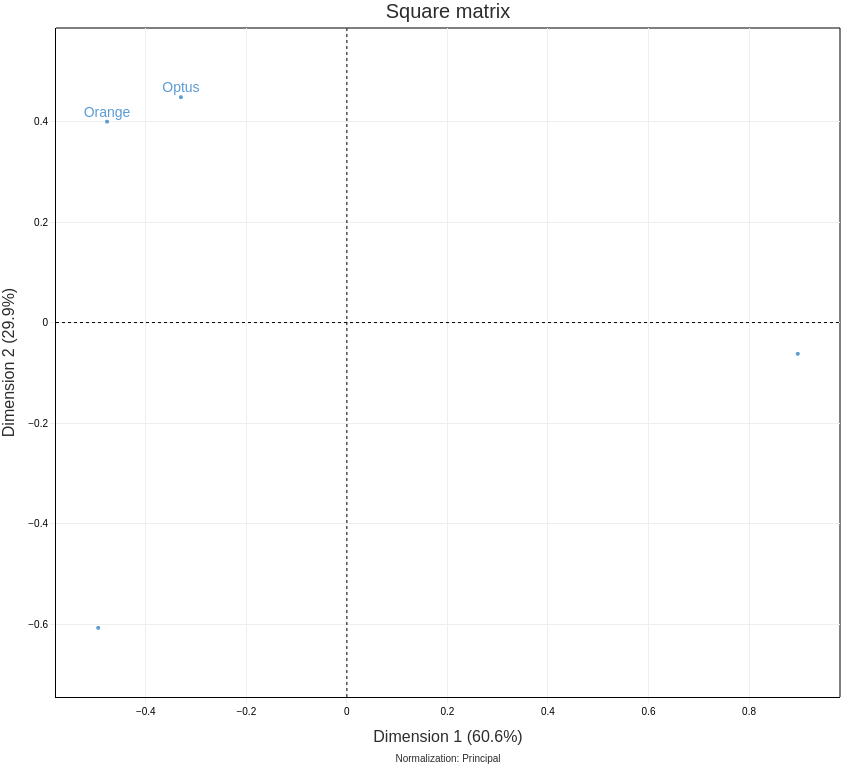 Square matrix
Optus
Orange
0.4
0.2
0
−0.2
−0.4
−0.6
Dimension 2 (29.9%)
−0.4
−0.2
0
0.2
0.4
0.6
0.8
Dimension 1 (60.6%)
Normalization: Principal